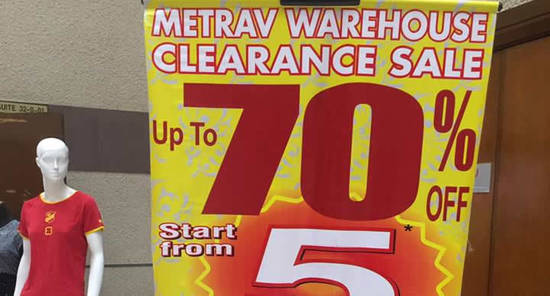 METRAV WAREHOUSE
CLEARANCE SALE
Up To 70% OFF
Start from 5*